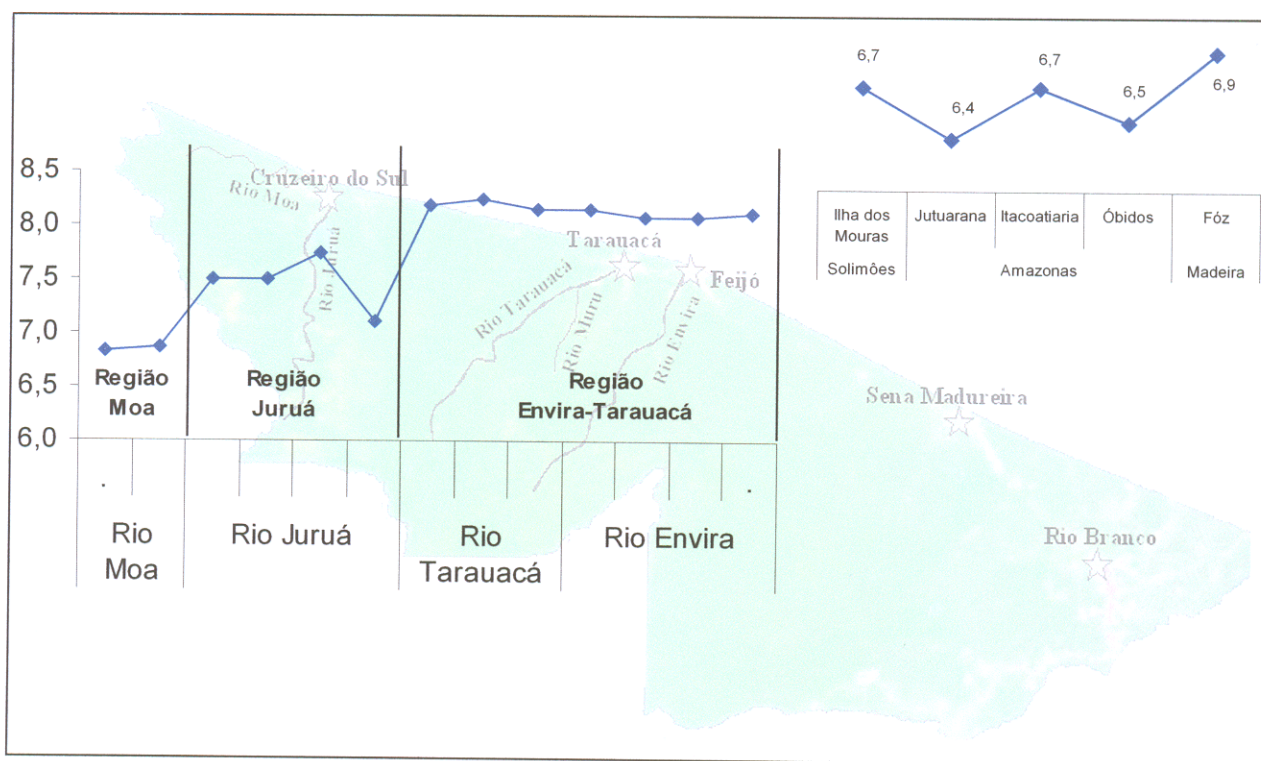 6,7
6,4
6,7
6,5
6,9
Ilha dos
Mouras
Jutuarana
Itacoatiaria
Óbidos
Fóz
Solimôes
Amazonas
Madeira
8,5
8,0
7,5
7,0
6,5
6,0
Cruzeiro do Sul
Rio Moa
Rio Jurua
Tarauacá
Feijó
Rio Tarauacá
Rio Muru
Rio Envira
Sena Madureira
Rio Branco
Região
Moa
Região
Juruá
Região
Envira-Tarauacá
Rio
Moa
Rio Juruá
Rio
Tarauacá
Rio Envira